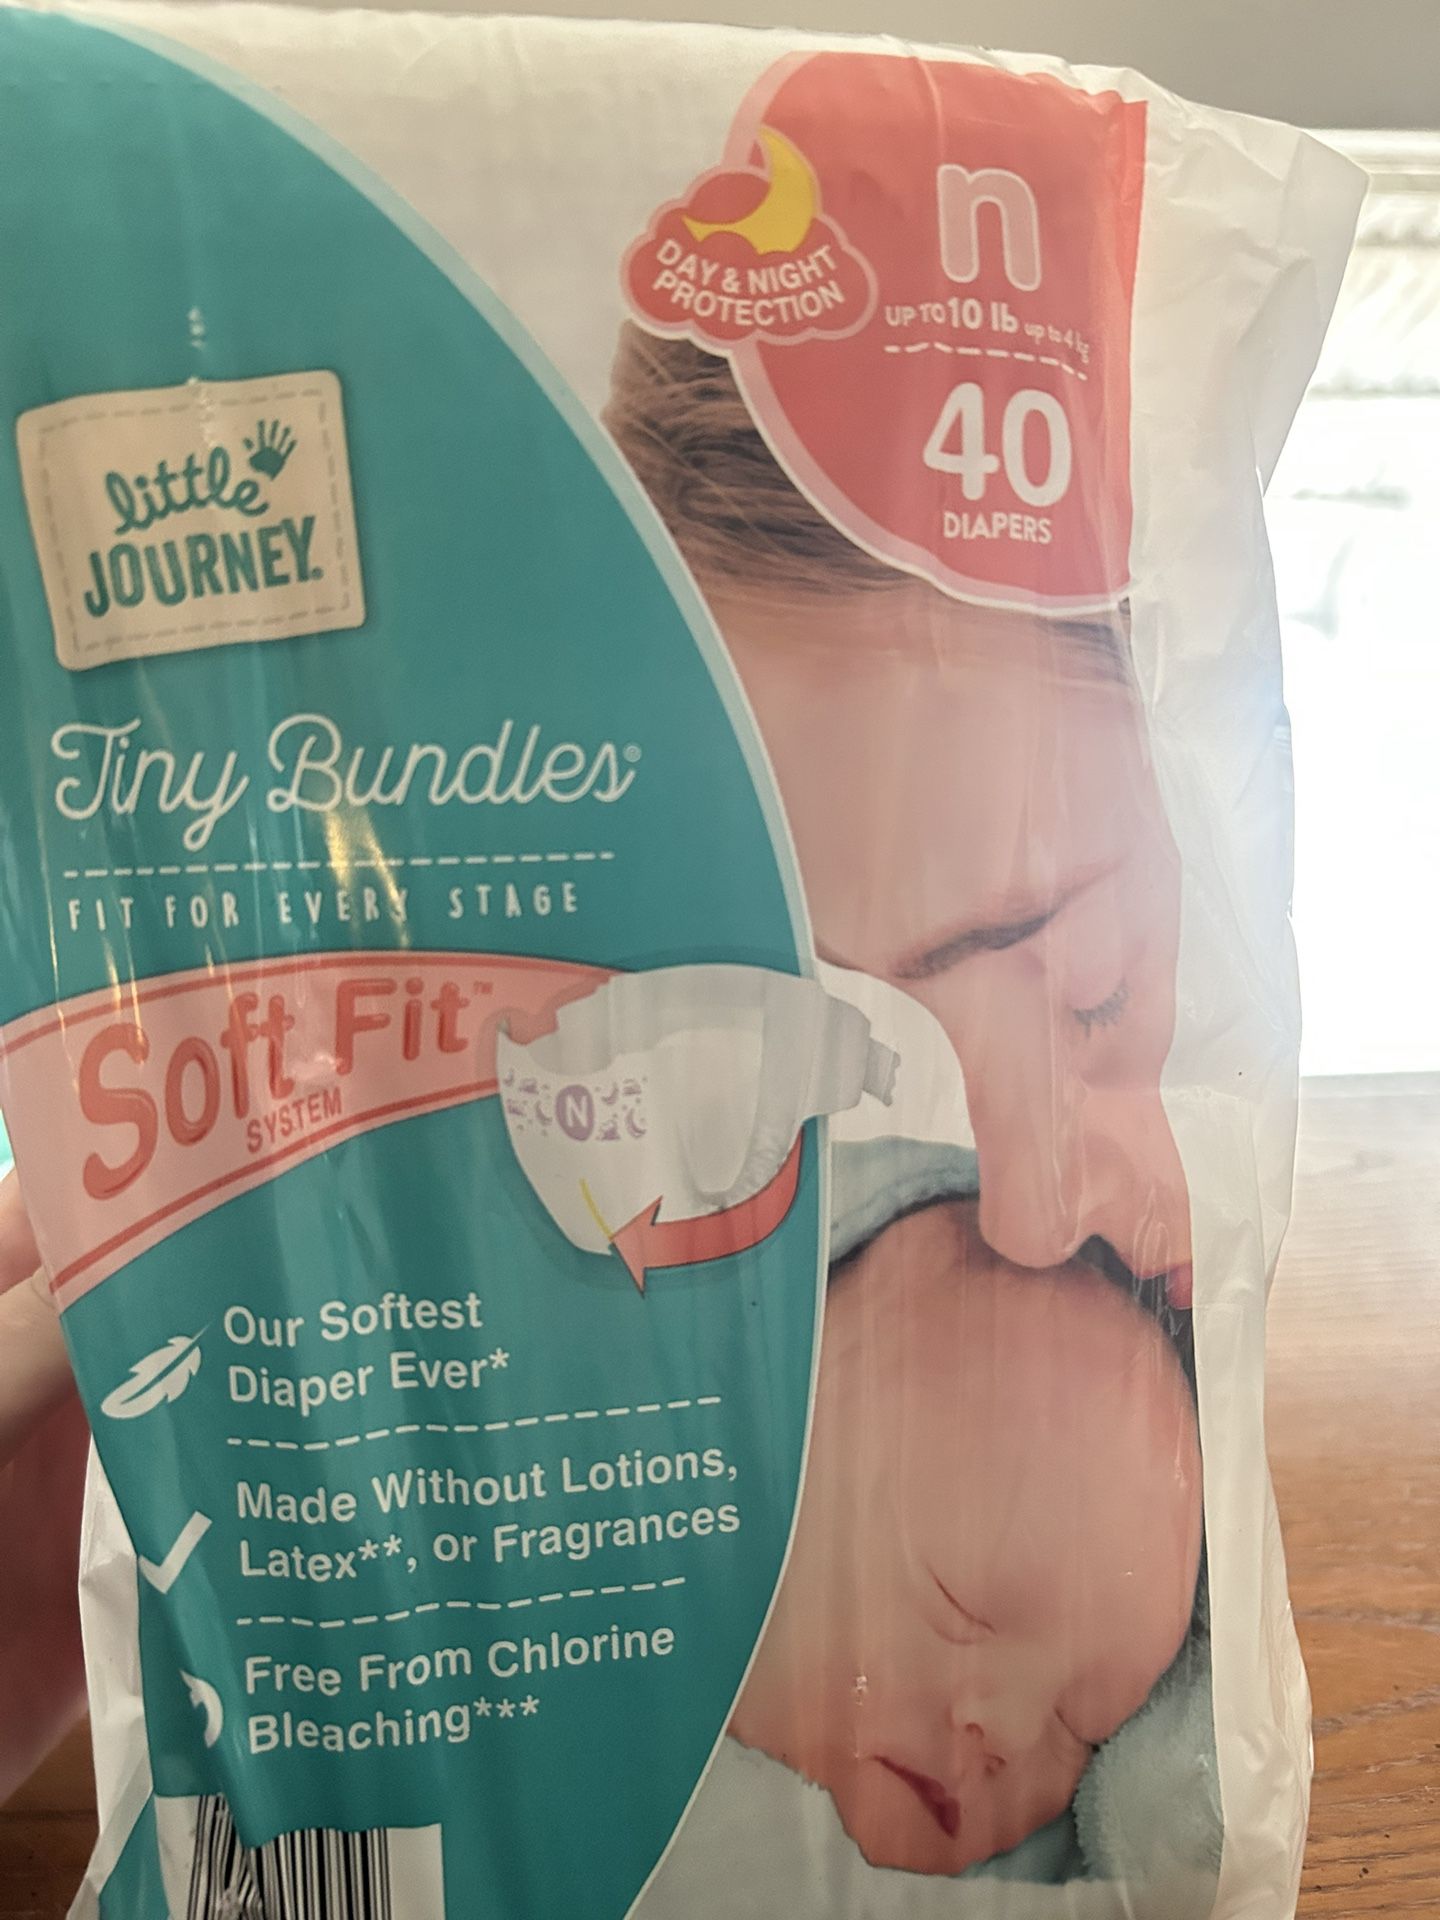 DAY & NIGHT
PROTECTION
n
UP TO 10 lb up to 4 kg
40
DIAPERS
little
JOURNEY®
Tiny Bundles®
FIT FOR EVERY STAGE
Soft Fit™
SYSTEM
N
Our Softest
Diaper Ever*
Made Without Lotions,
Latex**, or Fragrances
Free From Chlorine
Bleaching***